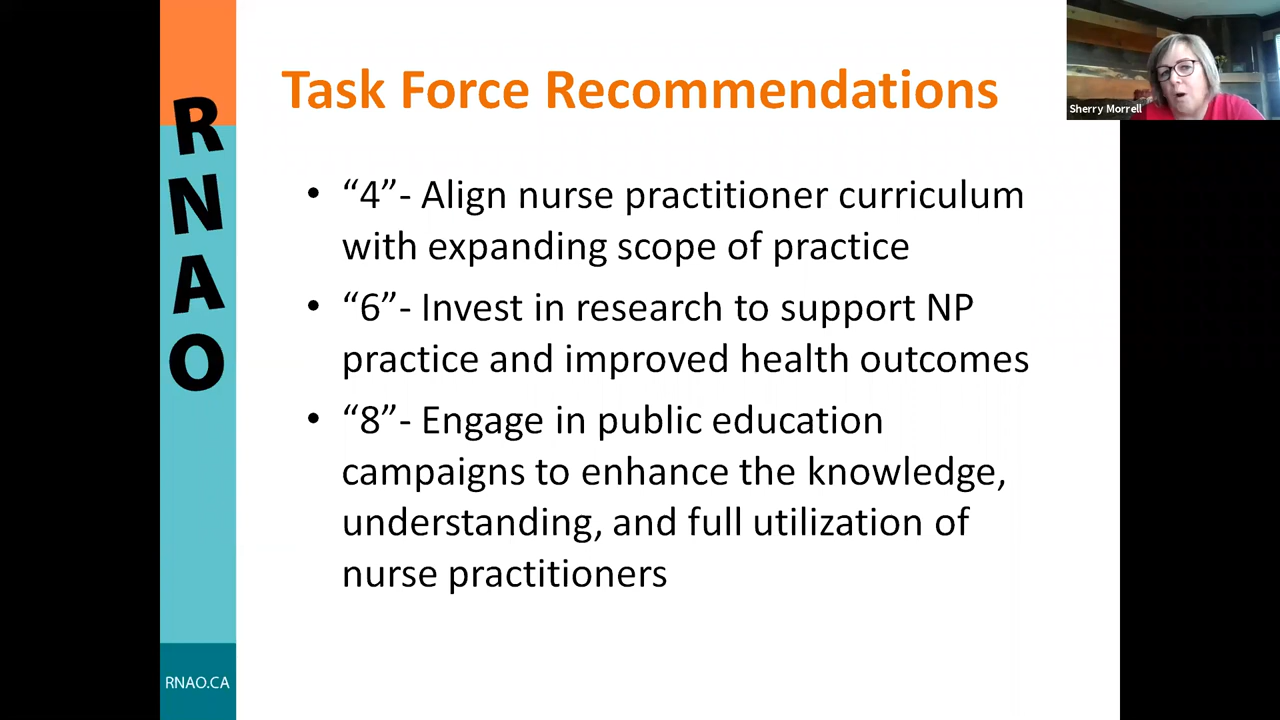 Task Force Recommendations
Sherry Morrell
R
N
A
O
• “4”- Align nurse practitioner curriculum
with expanding scope of practice
• “6”- Invest in research to support NP
practice and improved health outcomes
• “8”- Engage in public education
campaigns to enhance the knowledge,
understanding, and full utilization of
nurse practitioners
RNAO.CA